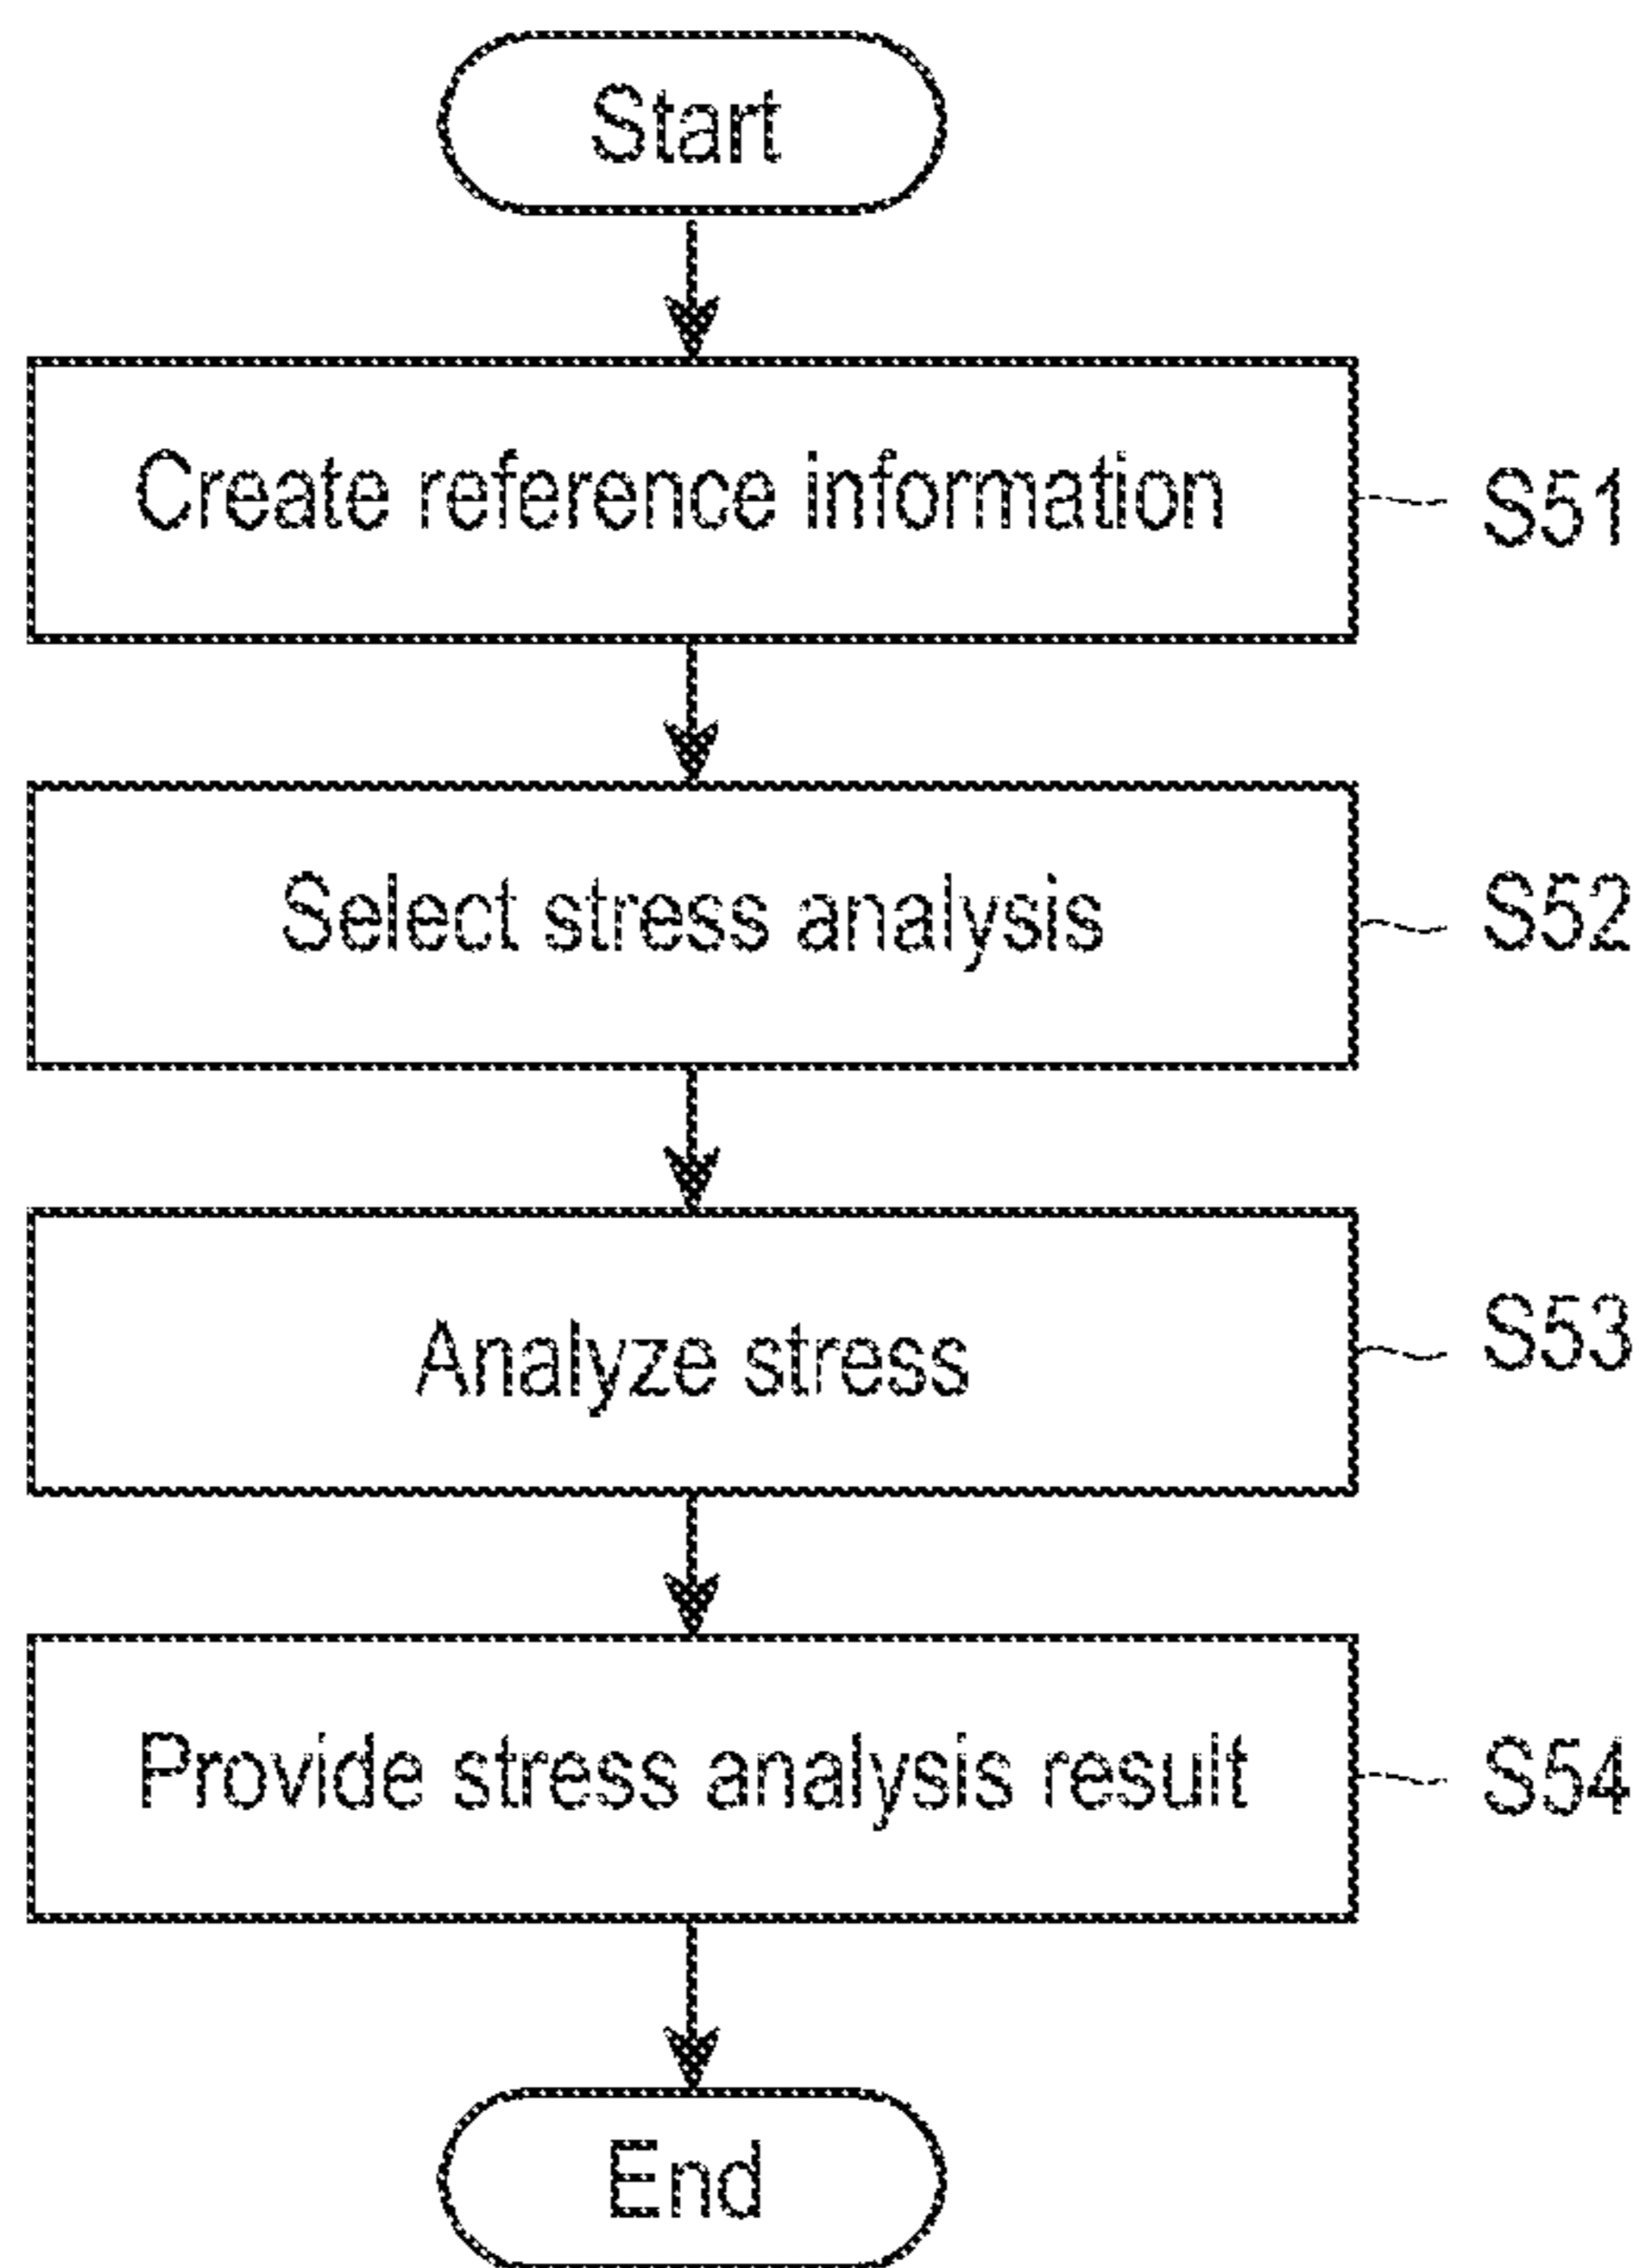 Start
Create reference information
S51
Select stress analysis
S52
Analyze stress
S53
Provide stress analysis result
S54
End